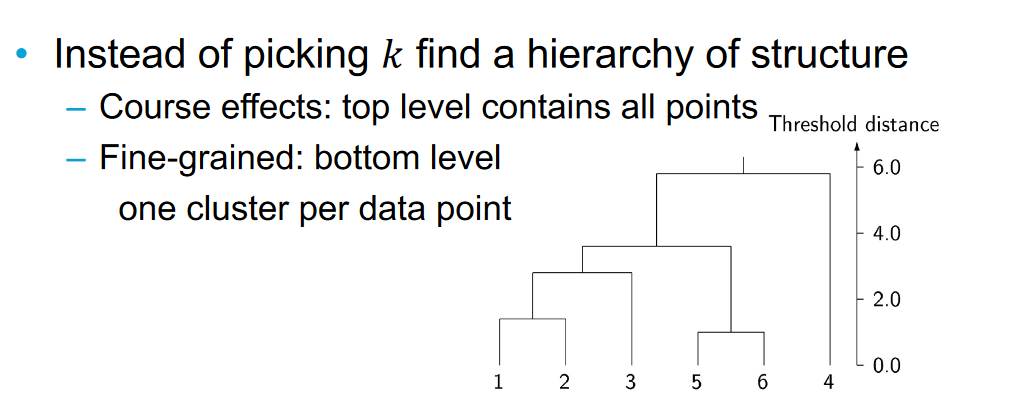 • Instead of picking k find a hierarchy of structure
– Course effects: top level contains all points
Threshold distance
– Fine-grained: bottom level
one cluster per data point
6.0
4.0
2.0
0.0
1 2 3 5 6 4